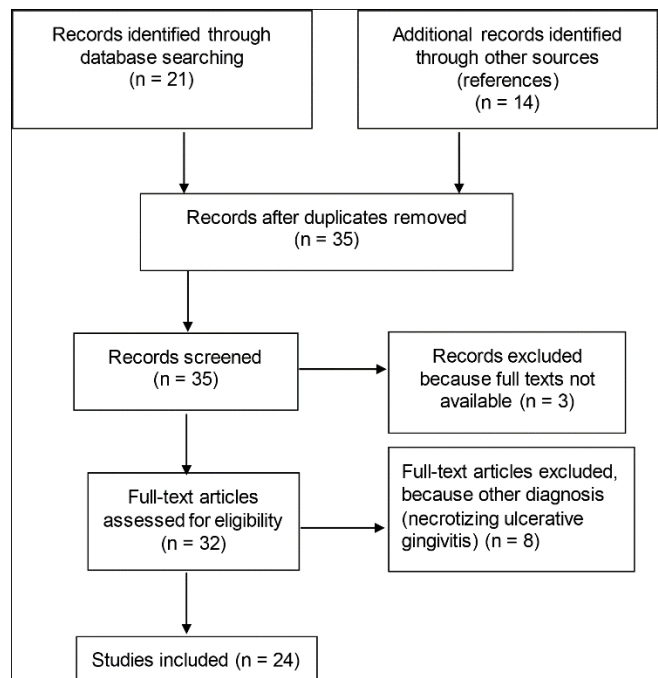 Records identified through
database searching
(n = 21)
Additional records identified
through other sources
(references)
(n = 14)
Records after duplicates removed
(n = 35)
Records screened
(n = 35)
Records excluded
because full texts not
available (n = 3)
Full-text articles
assessed for eligibility
(n = 32)
Full-text articles excluded,
because other diagnosis
(necrotizing ulcerative
gingivitis) (n = 8)
Studies included (n = 24)